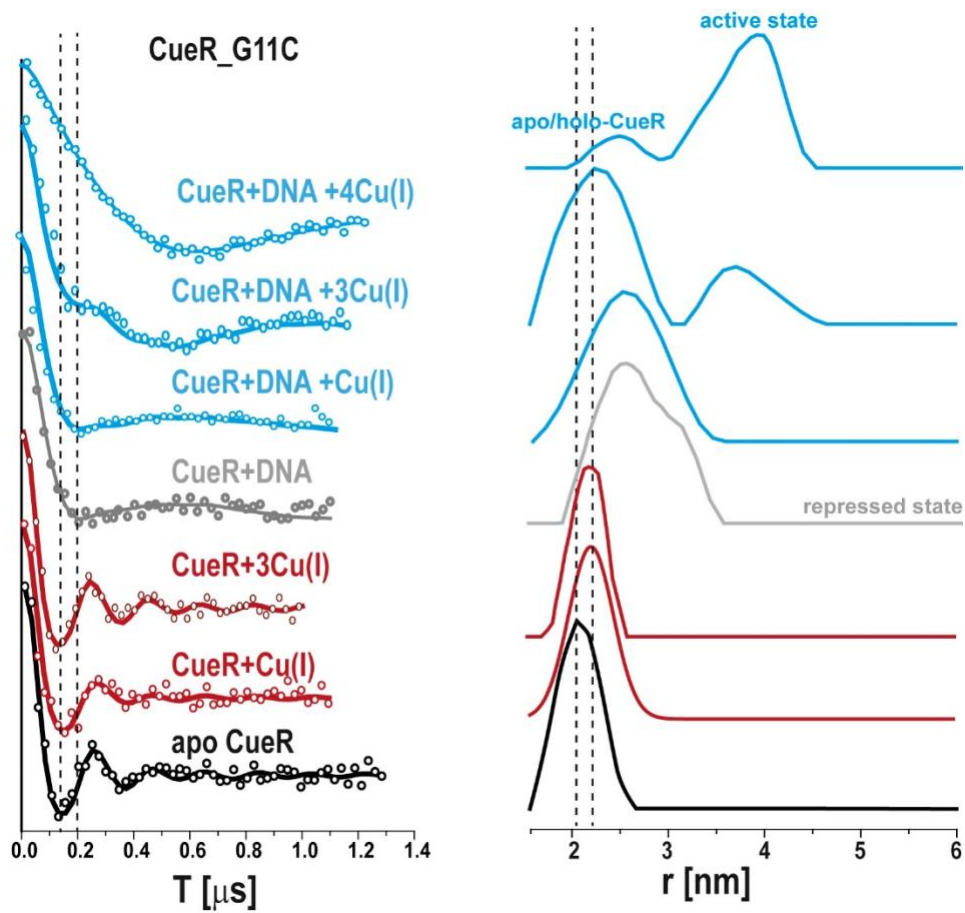 CueR_G11C
active state
apo/holo-CueR
CueR+DNA +4Cu(I)
CueR+DNA +3Cu(I)
CueR+DNA +Cu(I)
CueR+DNA
repressed state
CueR+3Cu(I)
CueR+Cu(I)
apo CueR
0.0 0.2 0.4 0.6 0.8 1.0 1.2 1.4
2 3 4 5 6
T [μs]
r [nm]